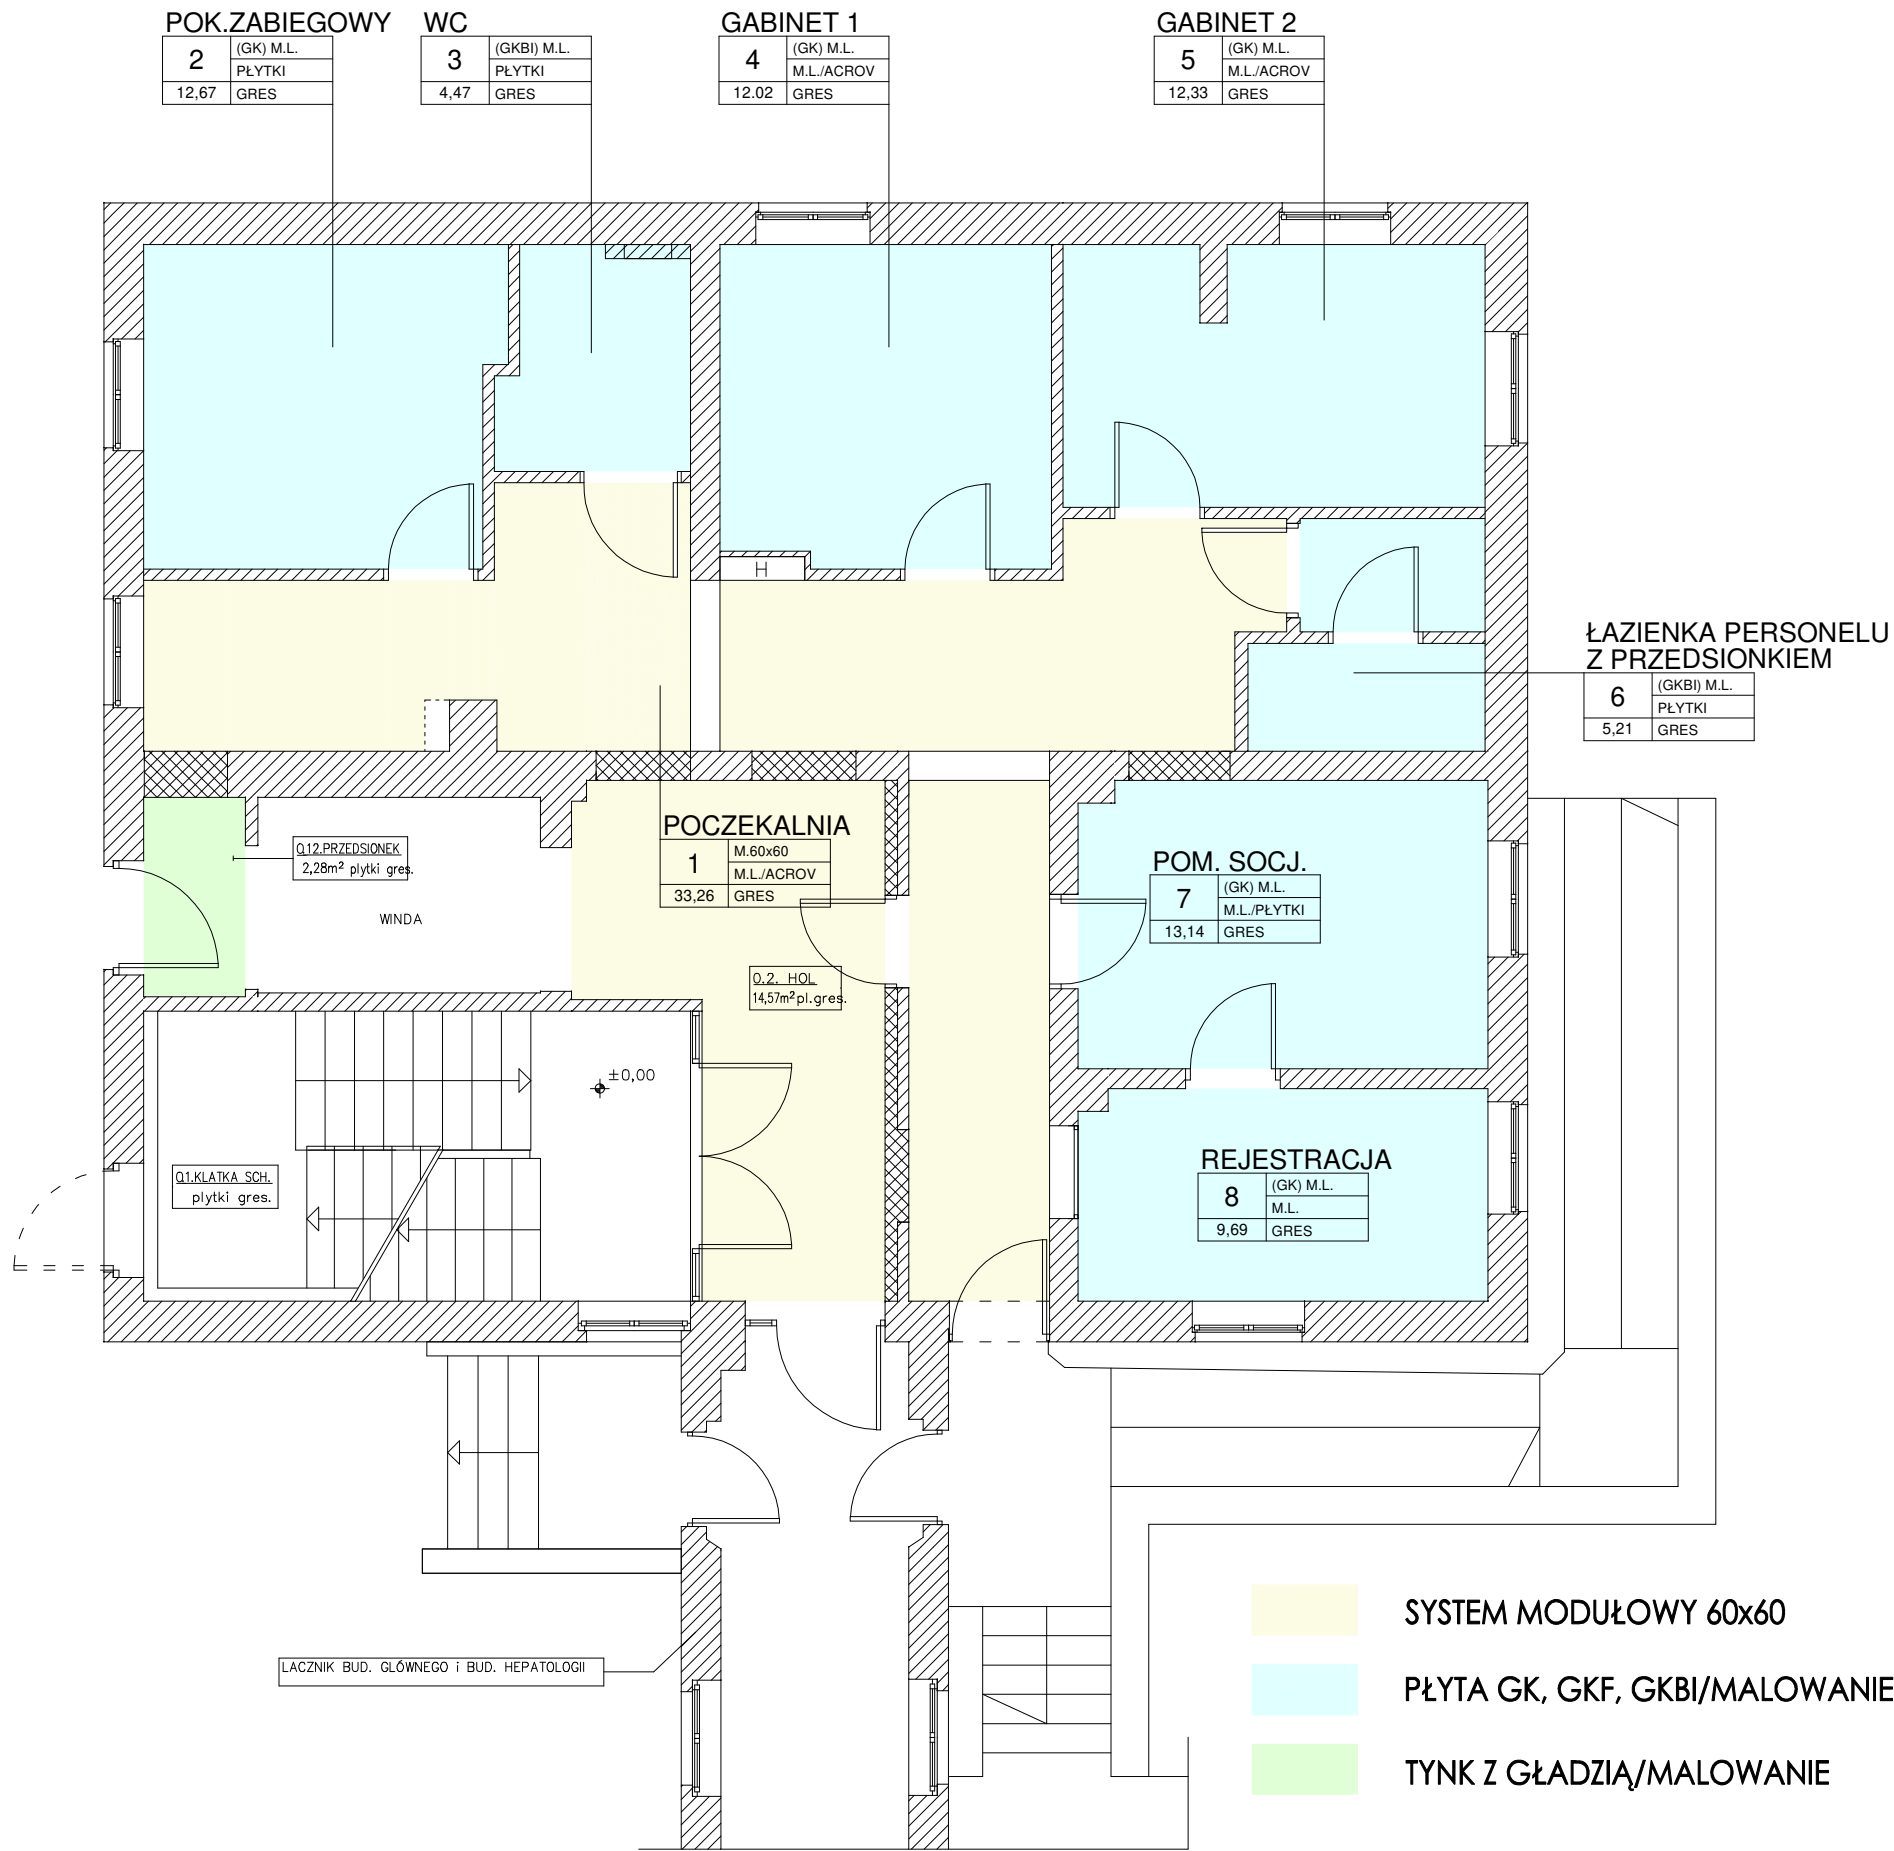 POK.ZABIEGOWY
2
(GK) M.L.
PŁYTKI
12,67
GRES
WC
3
(GKBI) M.L.
PŁYTKI
4,47
GRES
GABINET 1
4
(GK) M.L.
M.L./ACROV
12.02
GRES
GABINET 2
5
(GK) M.L.
M.L./ACROV
12,33
GRES
H
ŁAZIENKA PERSONELU
Z PRZEDSIONKIEM
6
(GKBI) M.L.
PŁYTKI
5,21
GRES
0.12.PRZEDSIONEK
2,28m² plytki gres.
WINDA
POCZEKALNIA
1
M.60x60
M.L./ACROV
33,26
GRES
POM. SOCJ.
7
(GK) M.L.
M.L./PŁYTKI
13,14
GRES
0.2. HOL
14,57m²pl.gres.
±0,00
0.1.KLATKA SCH.
plytki gres.
REJESTRACJA
8
(GK) M.L.
M.L.
9,69
GRES
LACZNIK BUD. GLÓWNEGO i BUD. HEPATOLOGII
SYSTEM MODUŁOWY 60x60
PŁYTA GK, GKF, GKBI/MALOWANIE
TYNK Z GŁADZIĄ/MALOWANIE